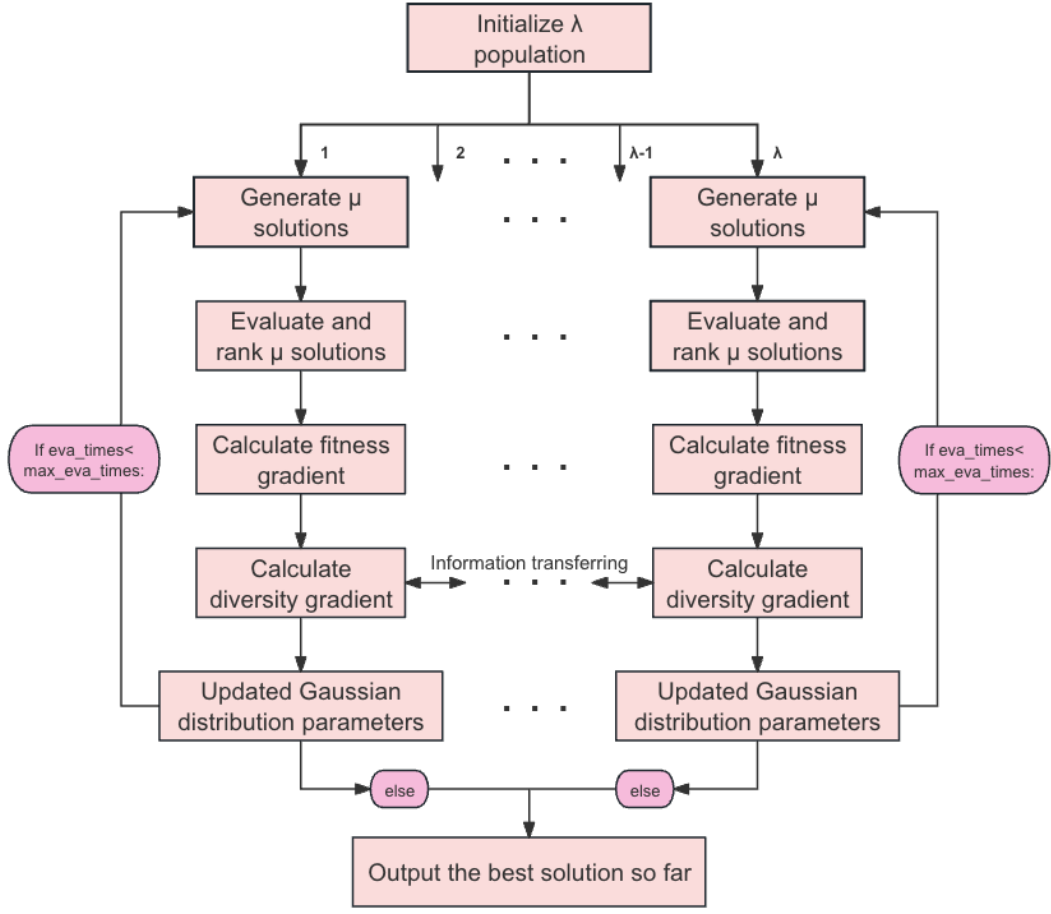 Initialize λ
population
1
2
. . .
λ-1
λ
Generate μ
solutions
. . .
Generate μ
solutions
Evaluate and
rank μ solutions
. . .
Evaluate and
rank μ solutions
If eva_times<
max_eva_times:
Calculate fitness
gradient
. . .
Calculate fitness
gradient
If eva_times<
max_eva_times:
Calculate
diversity gradient
Information transferring
. . .
Calculate
diversity gradient
Updated Gaussian
distribution parameters
. . .
Updated Gaussian
distribution parameters
else
else
Output the best solution so far